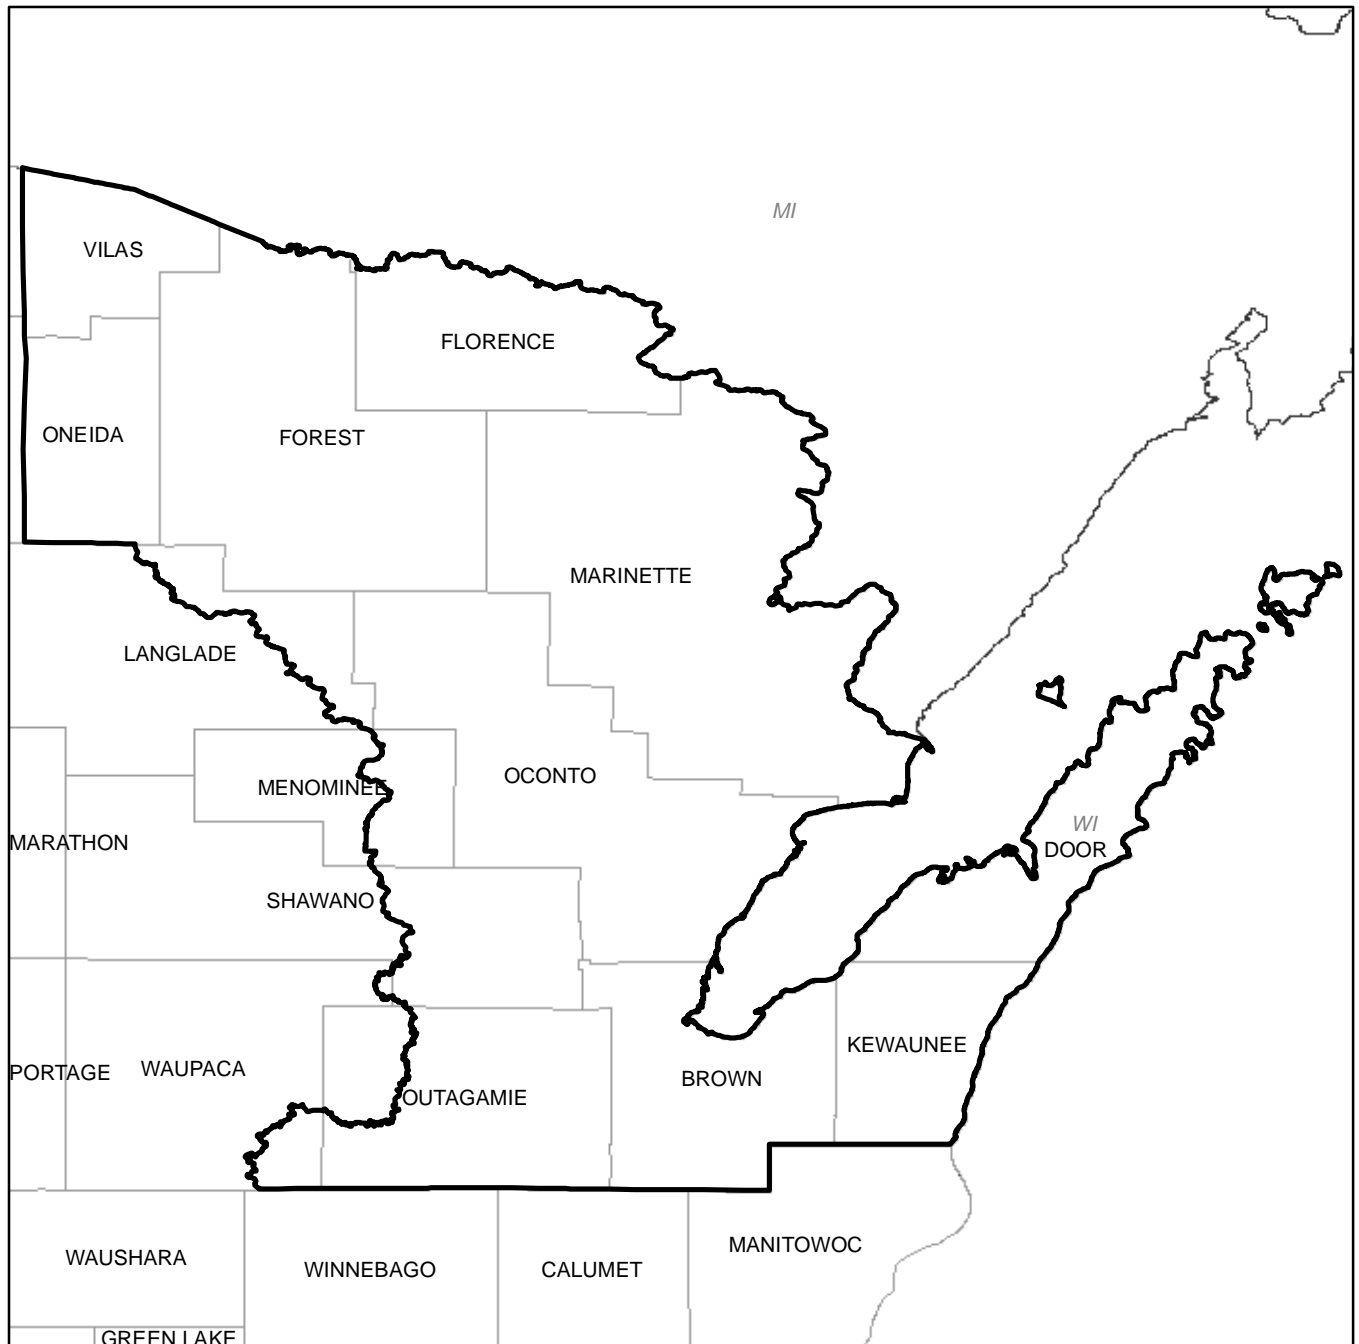 MI
VILAS
FLORENCE
ONEIDA
FOREST
MARINETTE
LANGLADE
OCONTO
MENOMINEE
WI
MARATHON
DOOR
SHAWANO
KEWAUNEE
PORTAGE
WAUPACA
BROWN
OUTAGAMIE
MANITOWOC
WAUSHARA
WINNEBAGO
CALUMET
GREEN LAKE